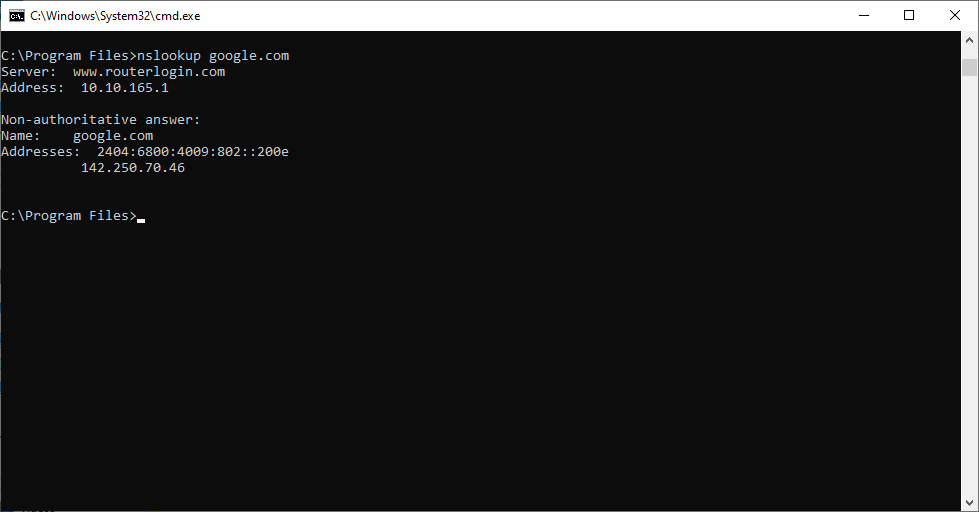 C:\Windows\System32\cmd.exe
C:\Program Files>nslookup google.com
Server:  www.routerlogin.com
Address:  10.10.165.1
Non-authoritative answer:
Name:    google.com
Addresses:  2404:6800:4009:802::200e
          142.250.70.46
C:\Program Files>